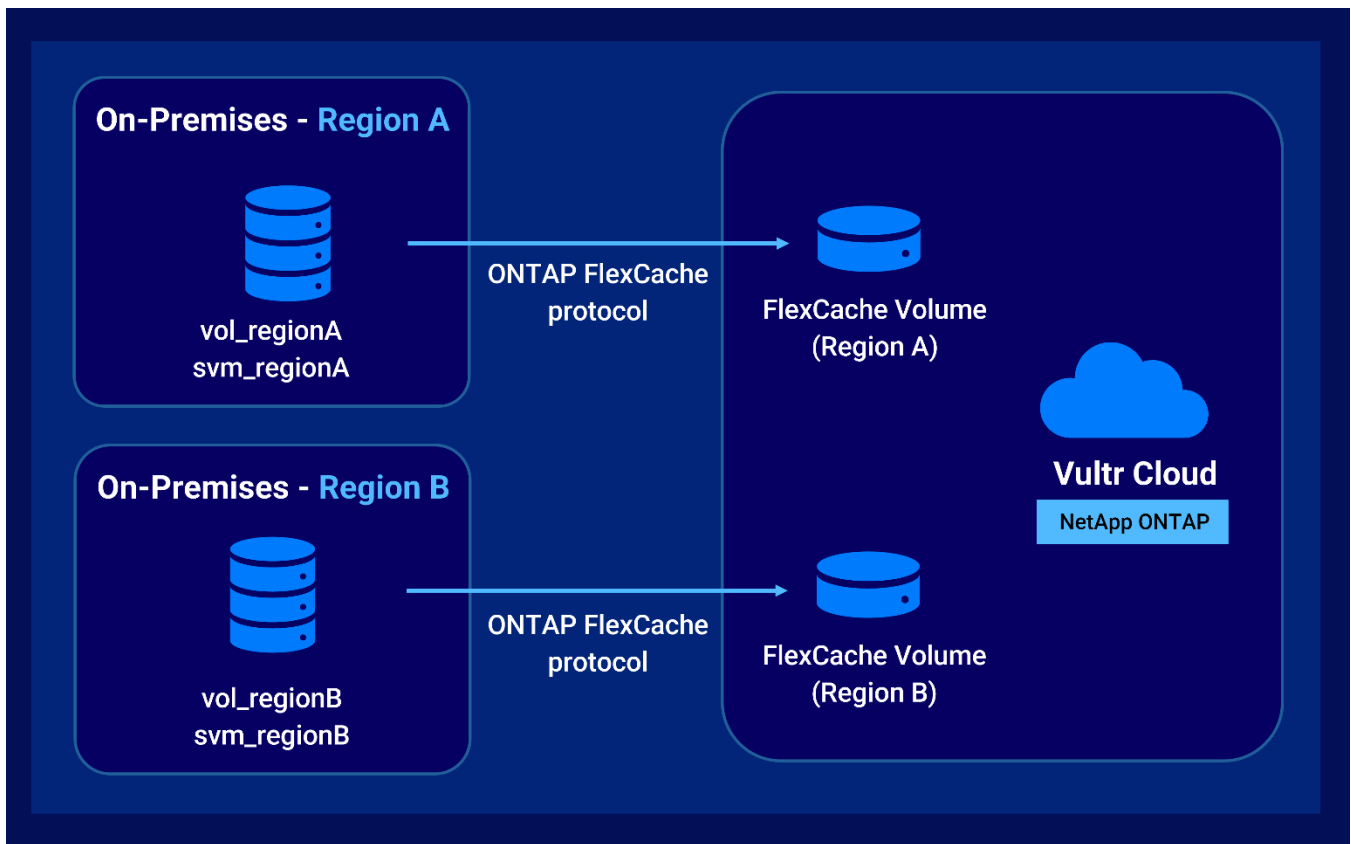 On-Premises - Region A
vol_regionA
svm_regionA
ONTAP FlexCache
protocol
FlexCache Volume
(Region A)
Vultr Cloud
NetApp ONTAP
On-Premises - Region B
vol_regionB
svm_regionB
ONTAP FlexCache
protocol
FlexCache Volume
(Region B)